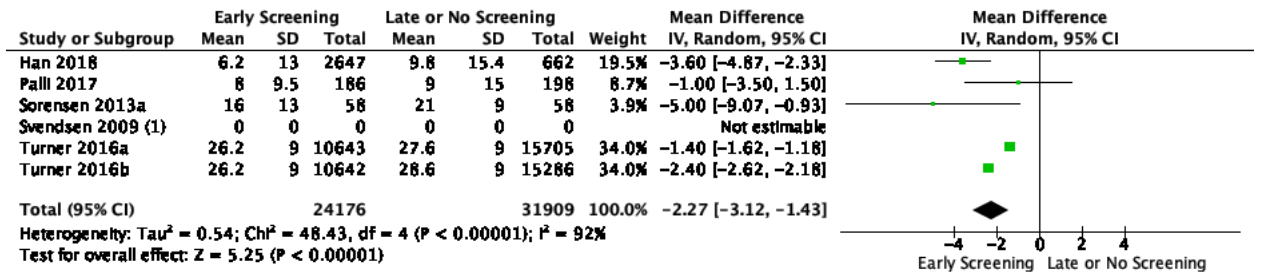 Early Screening Late or No Screening Mean Difference Mean Difference
Study or Subgroup Mean SD Total Mean SD Total Weight IV, Random, 95% CI IV, Random, 95% CI
Han 2018 6.2 13 2647 9.8 15.4 662 19.5% −3.60 [−4.87, −2.33]
Palli 2017 8 9.5 186 9 15 198 8.7% −1.00 [−3.50, 1.50]
Sorensen 2013a 16 13 58 21 9 58 3.9% −5.00 [−9.07, −0.93]
Svendsen 2009 (1) 0 0 0 0 0 0 Not estimable
Turner 2016a 26.2 9 10643 27.6 9 15705 34.0% −1.40 [−1.62, −1.18]
Turner 2016b 26.2 9 10642 28.6 9 15286 34.0% −2.40 [−2.62, −2.18]
Total (95% CI) 24176 31909 100.0% −2.27 [−3.12, −1.43]
Heterogeneity: Tau² = 0.54; Chi² = 48.43, df = 4 (P < 0.00001); I² = 92%
Test for overall effect: Z = 5.25 (P < 0.00001)
−4 −2 0 2 4
Early Screening Late or No Screening